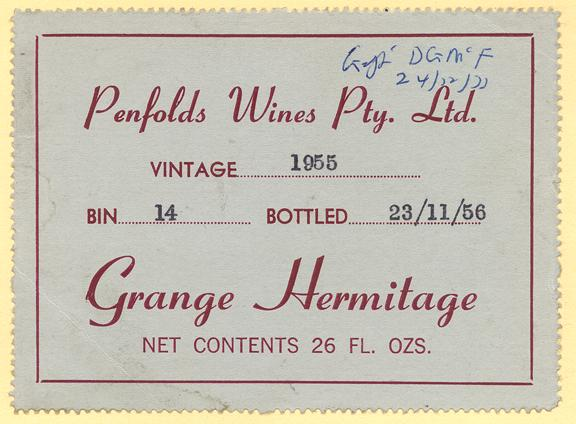 DGMcF
Penfolds Wines Pty. Ltd.
VINTAGE 1955
BIN 14 BOTTLED 23/11/56
Grange Hermitage
NET CONTENTS 26 FL. OZS.